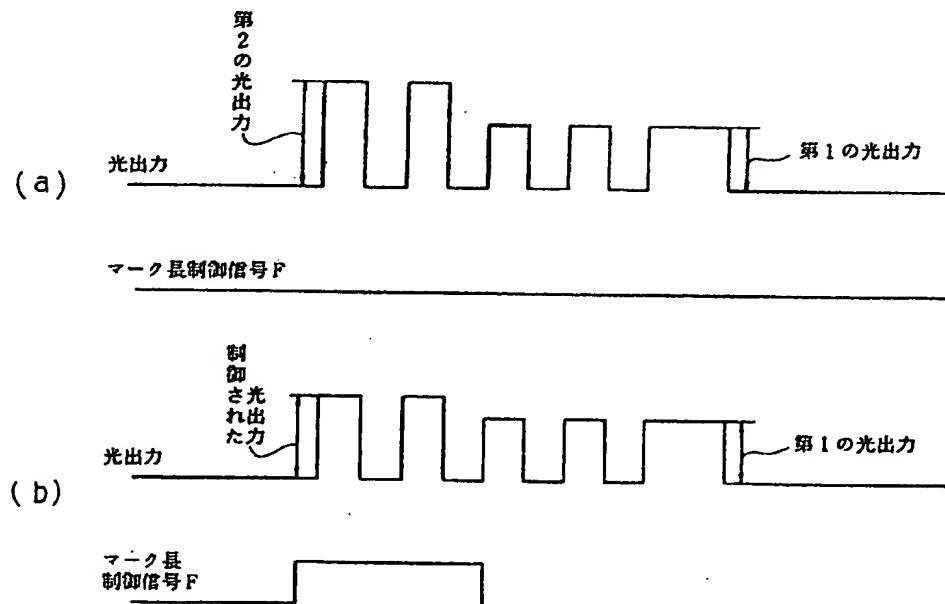 第2の光出力
光出力
第1の光出力
(a)
マーク長制御信号F
制御された
光出力
光出力
第1の光出力
(b)
マーク長
制御信号F